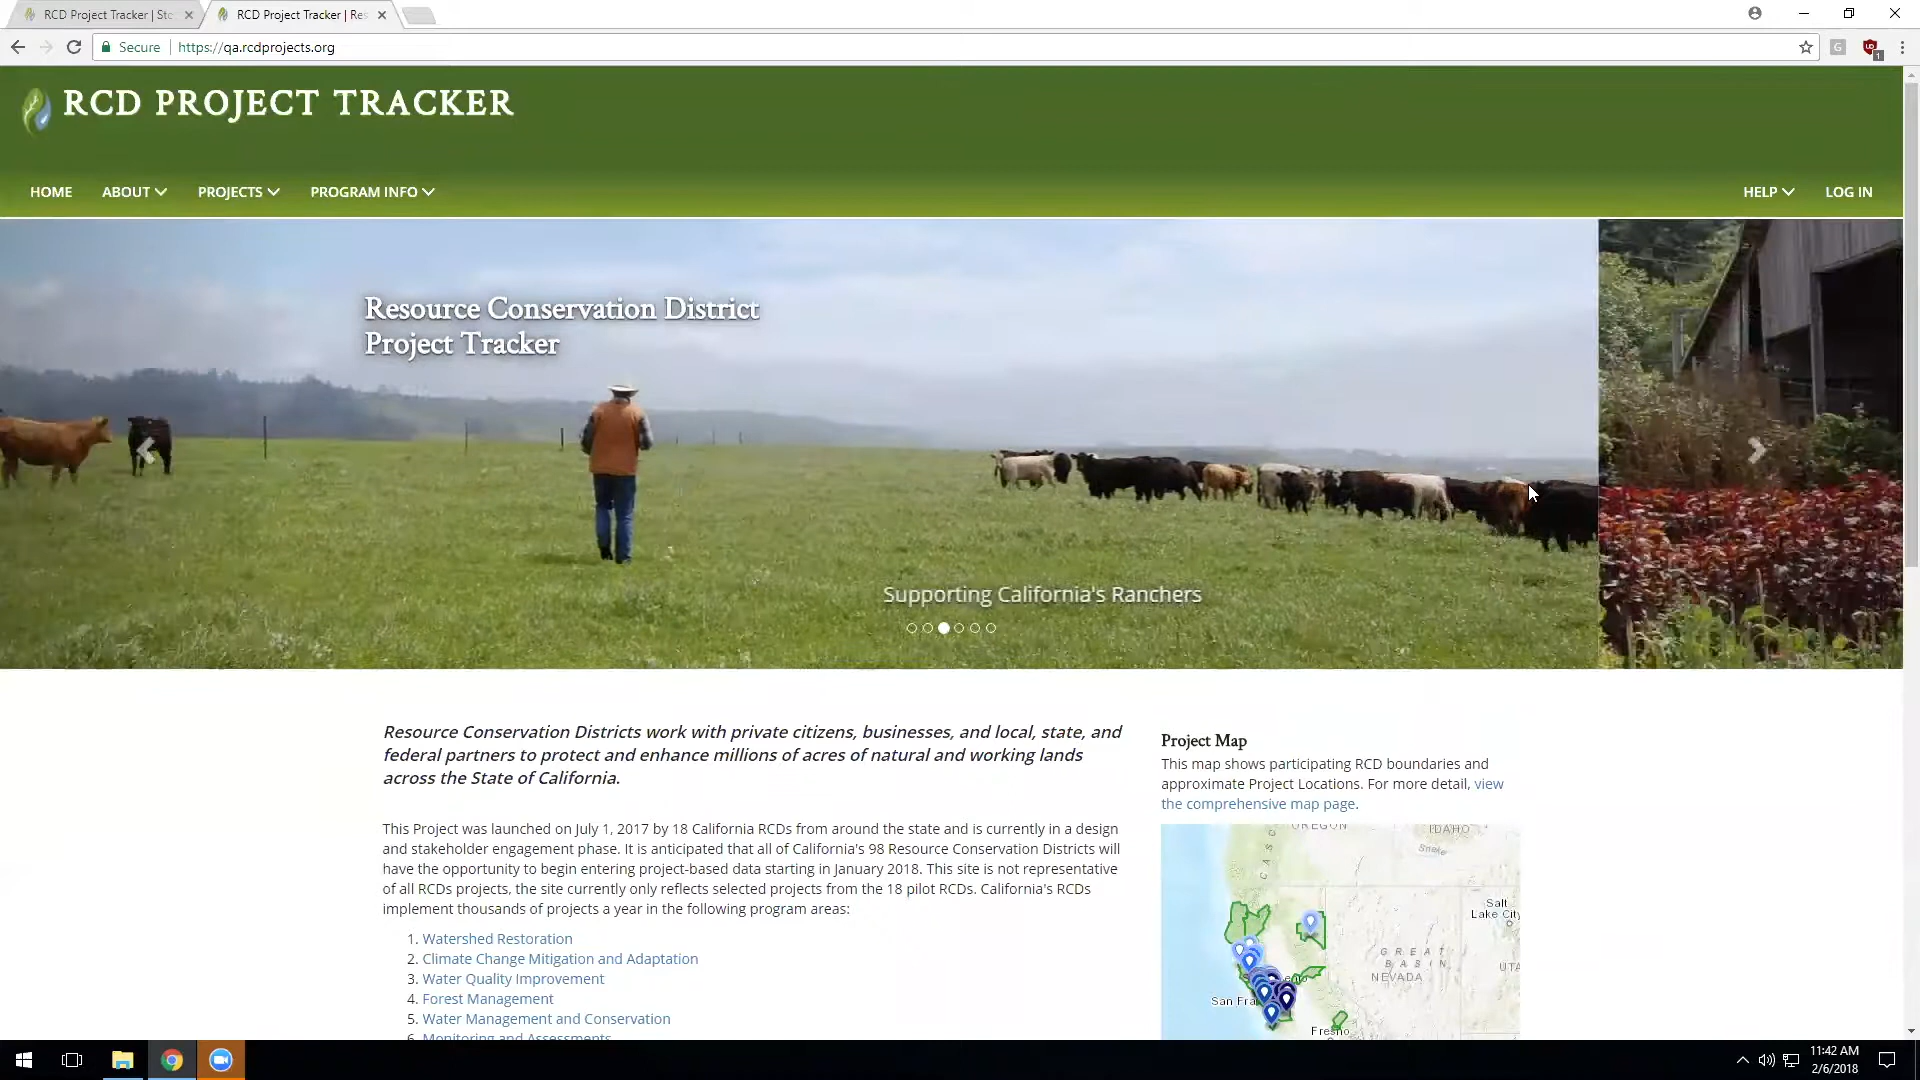 RCD Project Tracker | Sto
RCD Project Tracker | Res
Secure
https://qa.rcdprojects.org
G
1
RCD PROJECT TRACKER
HOME
ABOUT
PROJECTS
PROGRAM INFO
HELP
LOG IN
Resource Conservation District
Project Tracker
Supporting California's Ranchers
Resource Conservation Districts work with private citizens, businesses, and local, state, and
federal partners to protect and enhance millions of acres of natural and working lands
across the State of California.
This Project was launched on July 1, 2017 by 18 California RCDs from around the state and is currently in a design
and stakeholder engagement phase. It is anticipated that all of California's 98 Resource Conservation Districts will
have the opportunity to begin entering project-based data starting in January 2018. This site is not representative
of all RCDs projects, the site currently only reflects selected projects from the 18 pilot RCDs. California's RCDs
implement thousands of projects a year in the following program areas:
1. Watershed Restoration
2. Climate Change Mitigation and Adaptation
3. Water Quality Improvement
4. Forest Management
5. Water Management and Conservation
6. Monitoring and Assessments
Project Map
This map shows participating RCD boundaries and
approximate Project Locations. For more detail, view
the comprehensive map page.
OREGON
IDAHO
Snake
C A S C
Salt
Lake City
G R E A T
B A S I N
NEVADA
UTA
San Fra
Fresno
11:42 AM
2/6/2018